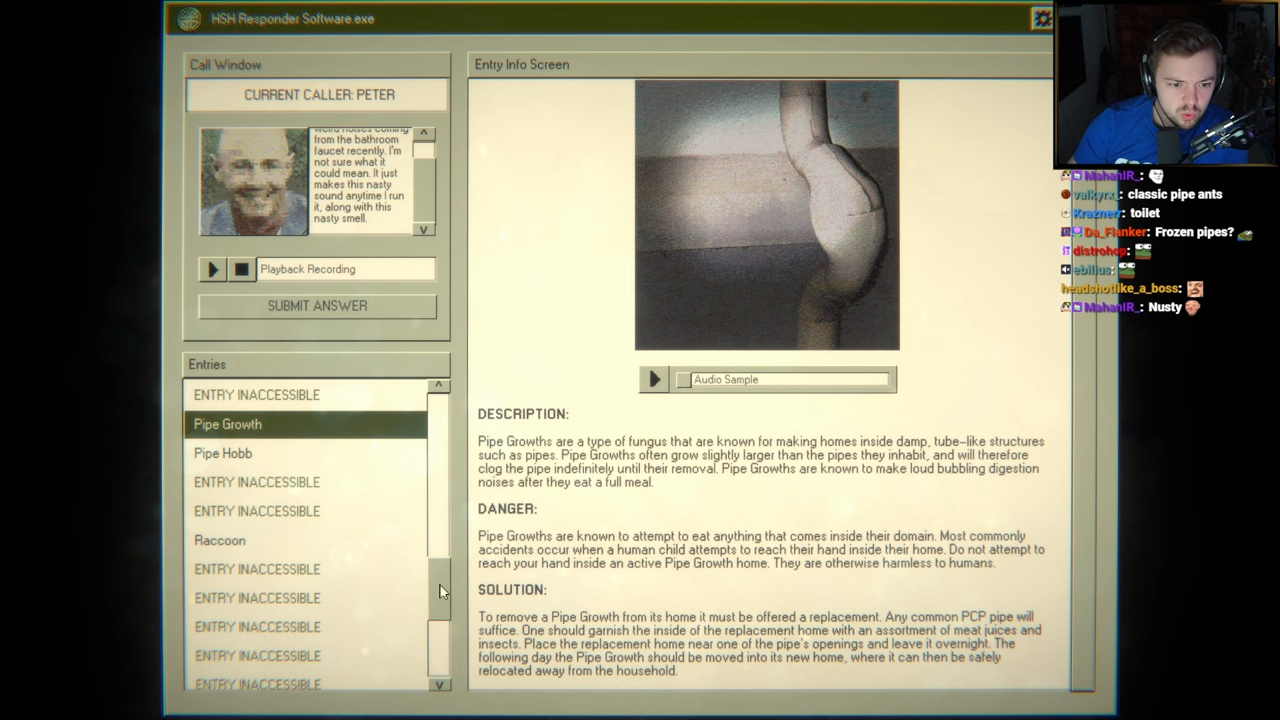 HSH Responder Software.exe
Call Window
CURRENT CALLER: PETER
weird noises coming
from the bathroom
faucet recently. I'm
not sure what it
could mean. It just
makes this nasty
sound anytime I run
it, along with this
nasty smell.
Playback Recording
SUBMIT ANSWER
Entries
ENTRY INACCESSIBLE
Pipe Growth
Pipe Hobb
ENTRY INACCESSIBLE
ENTRY INACCESSIBLE
Raccoon
ENTRY INACCESSIBLE
ENTRY INACCESSIBLE
ENTRY INACCESSIBLE
ENTRY INACCESSIBLE
ENTRY INACCESSIBLE
Entry Info Screen
Audio Sample
DESCRIPTION:
Pipe Growths are a type of fungus that are known for making homes inside damp, tube-like structures
such as pipes. Pipe Growths often grow slightly larger than the pipes they inhabit, and will therefore
clog the pipe indefinitely until their removal. Pipe Growths are known to make loud bubbling digestion
noises after they eat a full meal.
DANGER:
Pipe Growths are known to attempt to eat anything that comes inside their domain. Most commonly
accidents occur when a human child attempts to reach their hand inside their home. Do not attempt to
reach your hand inside an active Pipe Growth home. They are otherwise harmless to humans.
SOLUTION:
To remove a Pipe Growth from its home it must be offered a replacement. Any common PCP pipe will
suffice. One should garnish the inside of the replacement home with an assortment of meat juices and
insects. Place the replacement home near one of the pipe's openings and leave it overnight. The
following day the Pipe Growth should be moved into its new home, where it can then be safely
relocated away from the household.
MahanIR_:
valkyrx_: classic pipe ants
Kraznerr: toilet
Da_Flanker: Frozen pipes?
distrohop:
ebilius:
headshotlike_a_boss:
MahanIR_: Nusty